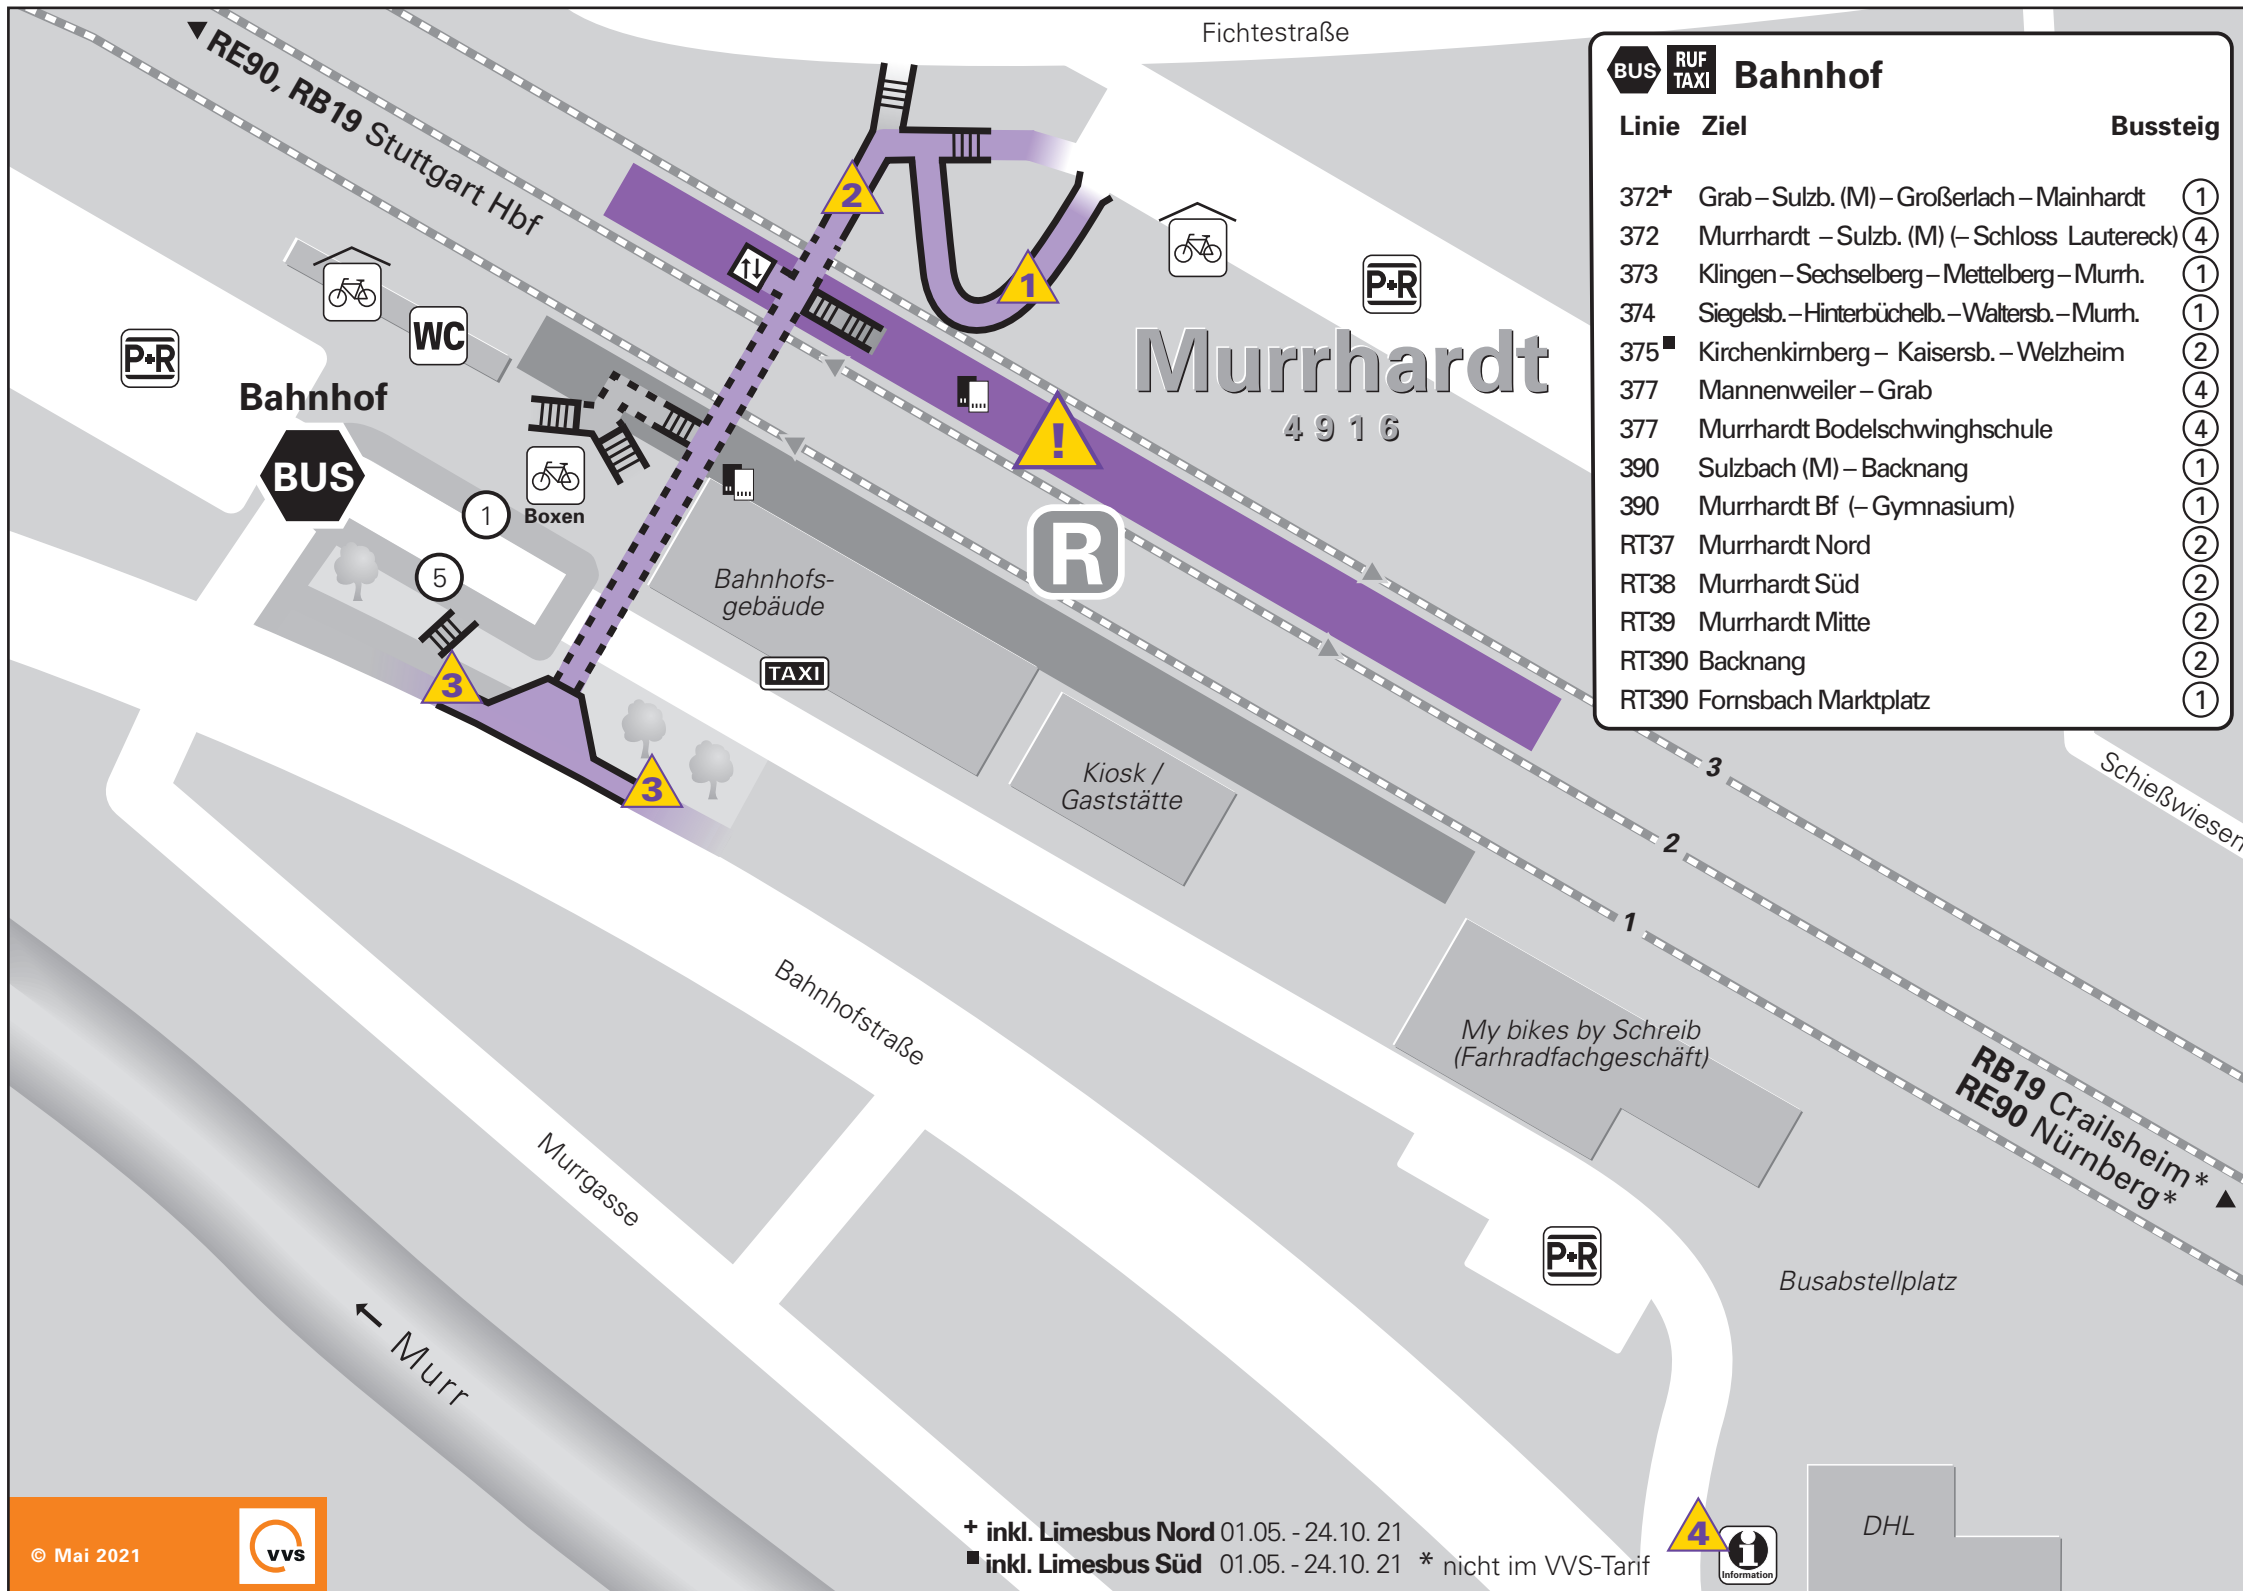 Fichtestraße
RE90, RB19 Stuttgart Hbf
BUS RUF TAXI Bahnhof
Linie Ziel Bussteig
372+ Grab – Sulzb. (M) – Großerlach – Mainhardt 1
372 Murrhardt – Sulzb. (M) (– Schloss Lautereck) 4
373 Klingen – Sechselberg – Mettelberg – Murrh. 1
374 Siegelsb. – Hinterbüchelb. – Waltersb. – Murrh. 1
375■ Kirchenkirnberg – Kaisersb. – Welzheim 2
377 Mannenweiler – Grab 4
377 Murrhardt Bodelschwinghschule 4
390 Sulzbach (M) – Backnang 1
390 Murrhardt Bf (– Gymnasium) 1
RT37 Murrhardt Nord 2
RT38 Murrhardt Süd 2
RT39 Murrhardt Mitte 2
RT390 Backnang 2
RT390 Fornsbach Marktplatz 1
2
1
P+R
WC
P+R
Murrhardt
4916
!
Bahnhof
BUS
1
Boxen
5
R
Bahnhofs-
gebäude
TAXI
3
3
Kiosk /
Gaststätte
3
2
1
Schießwiesen
Bahnhofstraße
My bikes by Schreib
(Farhradfachgeschäft)
RB19 Crailsheim*
RE90 Nürnberg*
Murrgasse
P+R
Busabstellplatz
← Murr
4
Information
DHL
+ inkl. Limesbus Nord 01.05. - 24.10. 21
■ inkl. Limesbus Süd 01.05. - 24.10. 21 * nicht im VVS-Tarif
© Mai 2021
vvs